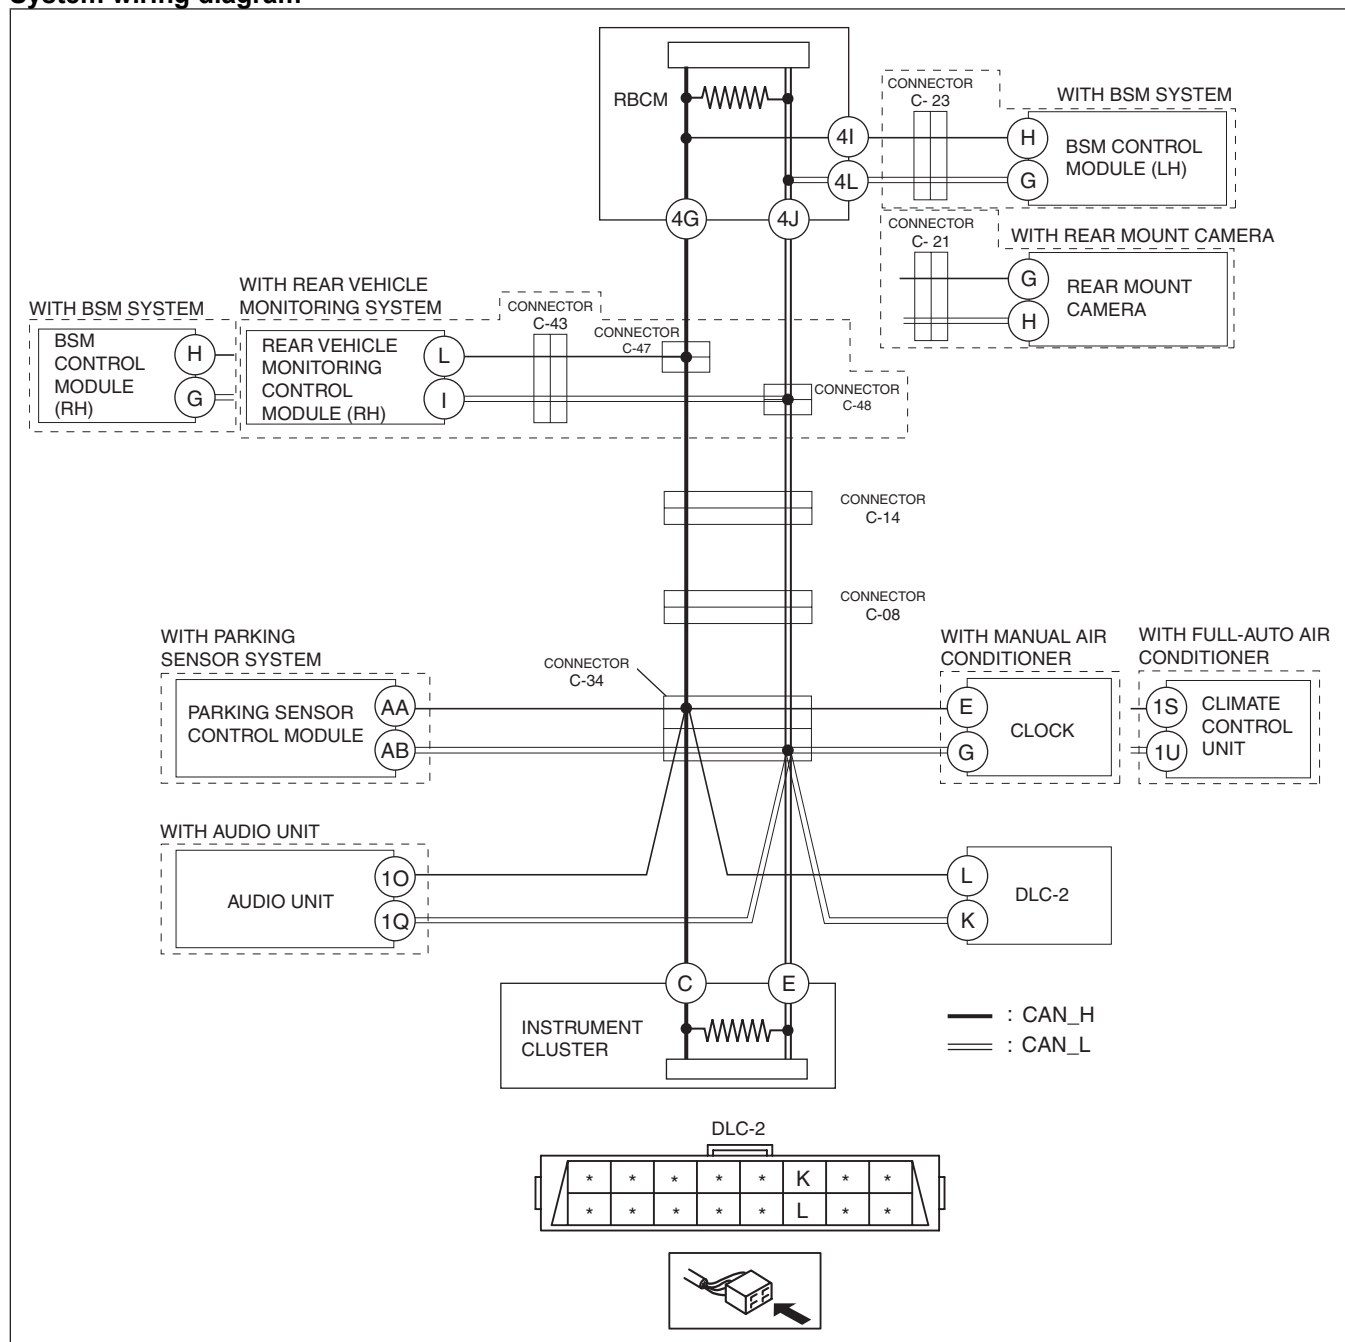 System wiring diagram
RBCM
4I
4L
4G
4J
CONNECTOR
C- 23
WITH BSM SYSTEM
H
G
BSM CONTROL
MODULE (LH)
CONNECTOR
C- 21
WITH REAR MOUNT CAMERA
G
H
REAR MOUNT
CAMERA
WITH BSM SYSTEM
BSM
CONTROL
MODULE
(RH)
H
G
WITH REAR VEHICLE
MONITORING SYSTEM
REAR VEHICLE
MONITORING
CONTROL
MODULE (RH)
L
I
CONNECTOR
C-43
CONNECTOR
C-47
CONNECTOR
C-48
CONNECTOR
C-14
CONNECTOR
C-08
WITH PARKING
SENSOR SYSTEM
PARKING SENSOR
CONTROL MODULE
AA
AB
CONNECTOR
C-34
WITH MANUAL AIR
CONDITIONER
E
G
CLOCK
WITH FULL-AUTO AIR
CONDITIONER
1S
1U
CLIMATE
CONTROL
UNIT
WITH AUDIO UNIT
AUDIO UNIT
1O
1Q
L
K
DLC-2
C
E
INSTRUMENT
CLUSTER
: CAN_H
: CAN_L
DLC-2
* * * * * K * *
* * * * * L * *